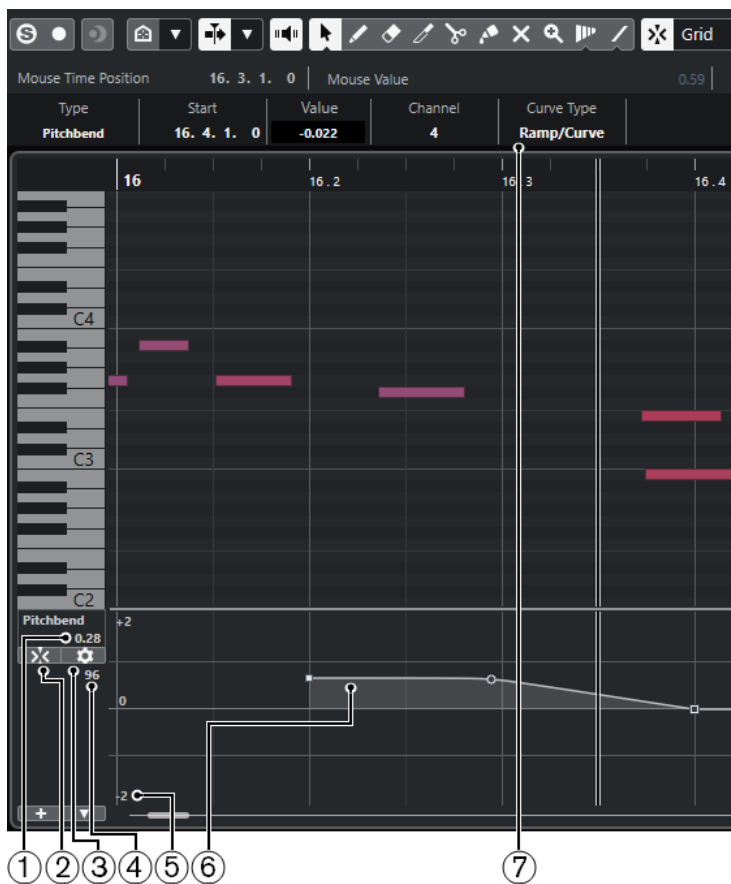 Grid
Mouse Time Position 16. 3. 1. 0 Mouse Value 0.59
Type Start Value Channel Curve Type
Pitchbend 16. 4. 1. 0 -0.022 4 Ramp/Curve
16 16.2 16.3 16.4
C4
C3
C2
Pitchbend +2
0.28
96
0
-2
1 2 3 4 5 6 7